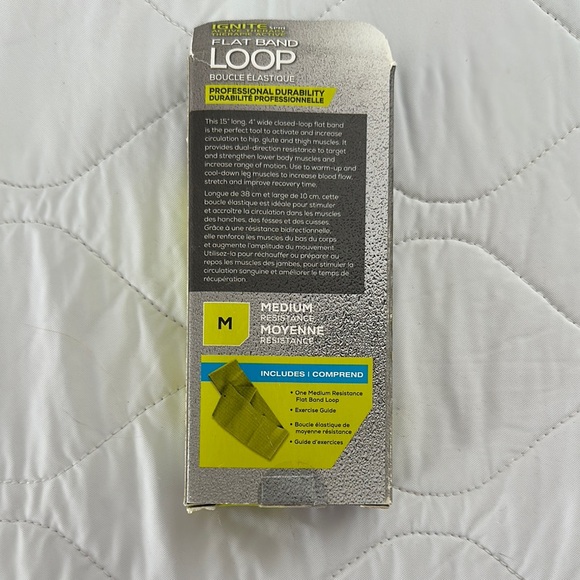 IGNITE SPRI
ACTIVE THERAPY
THÉRAPIE ACTIVE
FLAT BAND
LOOP
BOUCLE ÉLASTIQUE
PROFESSIONAL DURABILITY
DURABILITÉ PROFESSIONNELLE
This 15" long, 4" wide closed-loop flat band
is the perfect tool to activate and increase
circulation to hip, glute and thigh muscles. It
provides dual-direction resistance to target
and strengthen lower body muscles and
increase range of motion. Use to warm-up and
cool-down leg muscles to increase blood flow,
stretch and improve recovery time.
Longue de 38 cm et large de 10 cm, cette
boucle élastique est idéale pour stimuler
et accroître la circulation dans les muscles
des hanches, des fesses et des cuisses.
Grâce à une résistance bidirectionnelle,
elle renforce les muscles du bas du corps
et augmente l'amplitude du mouvement.
Utilisez-la pour réchauffer ou préparer au
repos les muscles des jambes, pour stimuler la
circulation sanguine et améliorer le temps de
récupération.
M
MEDIUM
RESISTANCE
MOYENNE
RÉSISTANCE
INCLUDES | COMPREND
• One Medium Resistance
Flat Band Loop
• Exercise Guide
• Boucle élastique de
moyenne résistance
• Guide d'exercices